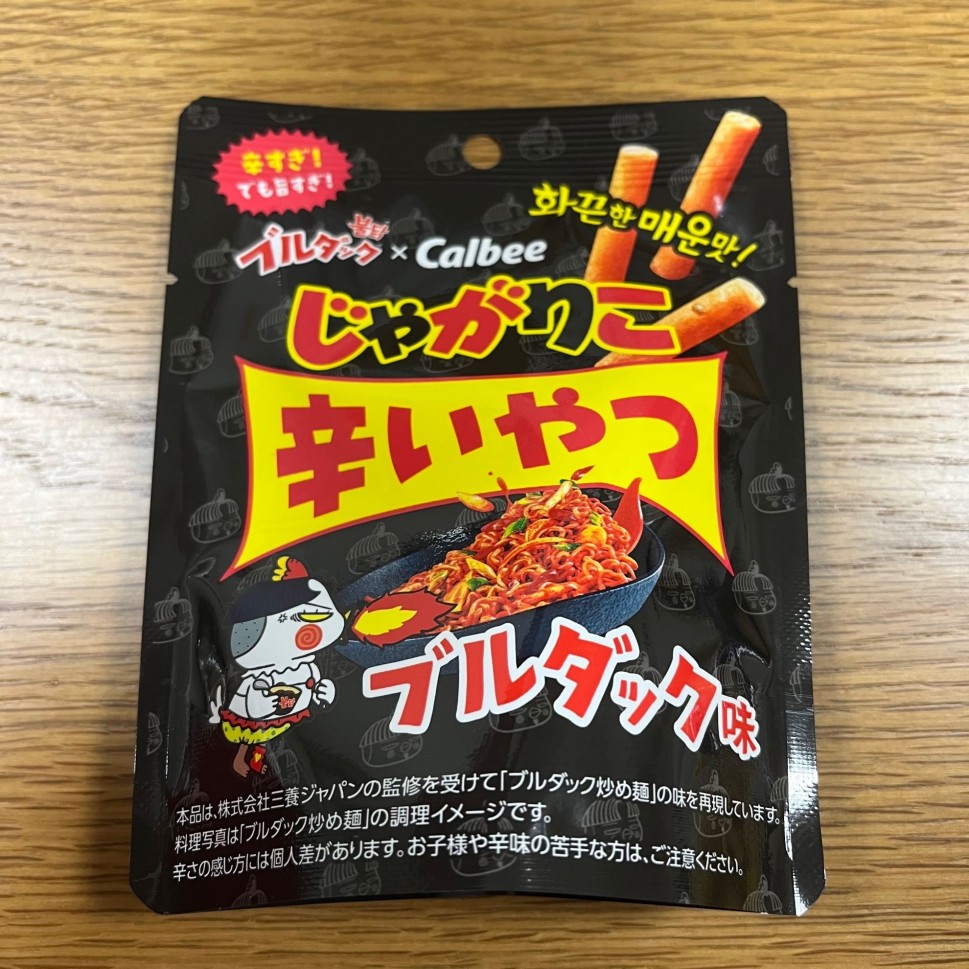 辛すぎ!
でも旨すぎ!
화끈한 매운맛!
불닭
ブルダック × Calbee
じゃがりこ
辛いやつ
ブルダック味
本品は、株式会社三養ジャパンの監修を受けて「ブルダック炒め麺」の味を再現しています。
料理写真は「ブルダック炒め麺」の調理イメージです。
辛さの感じ方には個人差があります。お子様や辛味の苦手な方は、ご注意ください。